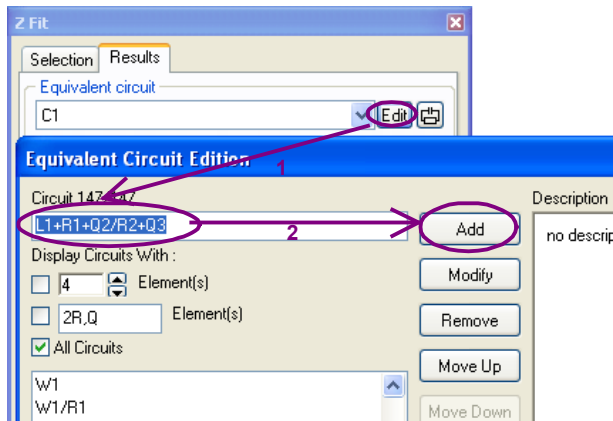 Z Fit
Selection Results
Equivalent circuit
C1 Edit
Equivalent Circuit Edition
1
Description
L1+R1+Q2/R2+Q3 2 Add
no descrip
Display Circuits With :
4 Element(s) Modify
2R,Q Element(s) Remove
All Circuits
Move Up
W1
W1/R1 Move Down